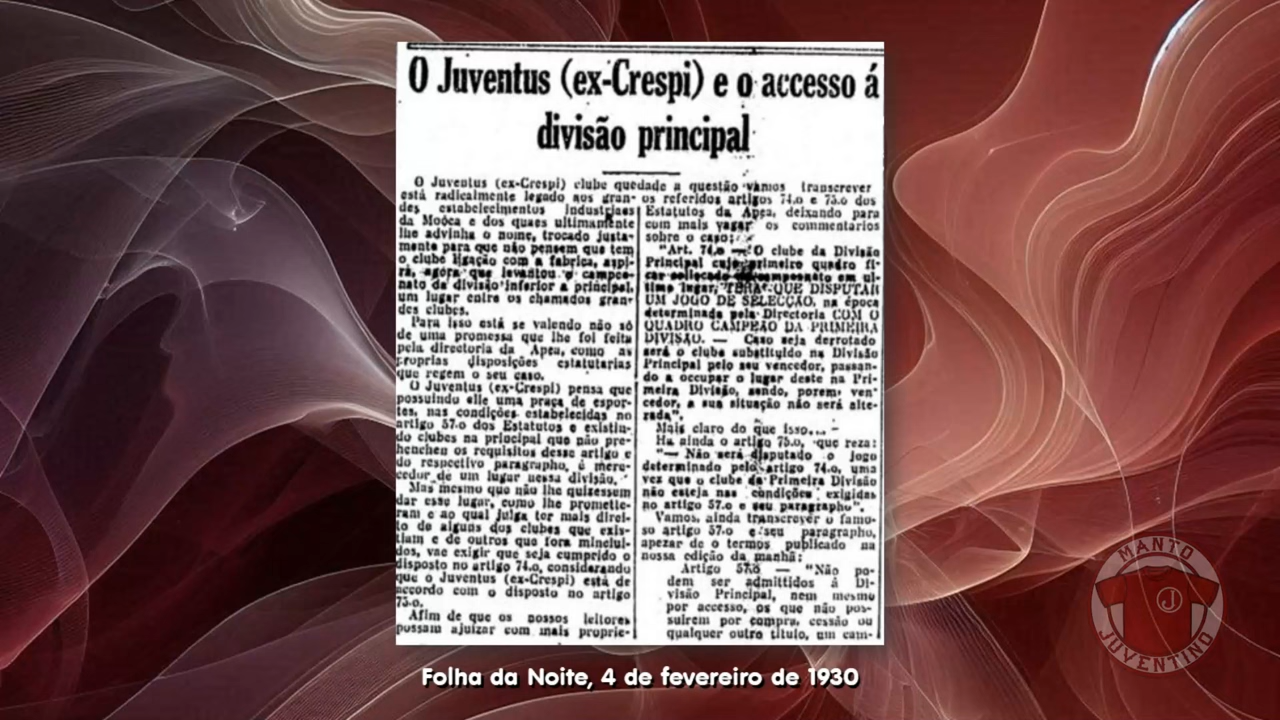 O Juventus (ex-Crespi) e o accesso á
divisão principal
O Juventus (ex-Crespi) clube que
está radicalmente legado aos gran-
des estabelecimentos industriaes
da Moóca e dos quaes ultimamente
lhe advinha o nome, trocado justa-
mente para que não pensem que tem
o clube ligação com a fabrica, aspi-
rá, agora que levantou o campeo-
nato da divisão inferior a principal,
um lugar entre os chamados gran-
des clubes.
Para isso está se valendo não só
de uma promessa que lhe foi feita
pela directoria da Apea, como as
proprias disposições estatutarias
que regem o seu caso.
O Juventus (ex-Crespi) pensa que
possuindo elle uma praça de espor-
tes, nas condições estabelecidas no
artigo 57.o dos Estatutos e existin-
do clubes na principal que não pre-
henchen os requisitos desse artigo e
do respectivo paragrapho, é mere-
cedor de um lugar nessa divisão.
Mas mesmo que não lhe quizessem
dar esse lugar, como lhe promette-
ram e ao qual julga ter mais direi-
to de alguns dos clubes que exis-
tiam e de outros que fora minclui-
dos, vae exigir que seja cumprido o
disposto no artigo 74.o, considerando
que o Juventus (ex-Crespi) está de
accordo com o disposto no artigo
75.o.
Afim de que os nossos leitores
possam ajuizar com mais proprie-
dade a questão vamos transcrever
os referidos artigos 74.o e 75.o dos
Estatutos da Apea, deixando para
com mais vagar os commentarios
sobre o caso:
"Art. 74.o — O clube da Divisão
Principal cujo primeiro quadro fi-
car collocado no campeonato em ul-
timo lugar, TERA' QUE DISPUTAR
UM JOGO DE SELECÇÃO, na época
determinada pela Directoria COM O
QUADRO CAMPEÃO DA PRIMEIRA
DIVISÃO. — Caso seja derrotado
será o clube substituido na Divisão
Principal pelo seu vencedor, passan-
do a occupar o lugar deste na Pri-
meira Divisão, sendo, porem, ven-
cedor, a sua situação não será alte-
rada".
Mais claro do que isso... —
Ha ainda o artigo 75.o, que reza:
"— Não será disputado o jogo
determinado pelo artigo 74.o, uma
vez que o clube da Primeira Divisão
não esteja nas condições exigidas
no artigo 57.o e seu paragrapho".
Vamos, ainda transcrever o famo-
so artigo 57.o e seu paragrapho,
apezar de o termos publicado na
nossa edição da manhã:
Artigo 57.o — "Não po-
dem ser admittidos á Di-
visão Principal, nem mesmo
por accesso, os que não pos-
suirem por compra, cessão ou
qualquer outro titulo, um cam-
Folha da Noite, 4 de fevereiro de 1930
MANTO
J
JUVENTINO